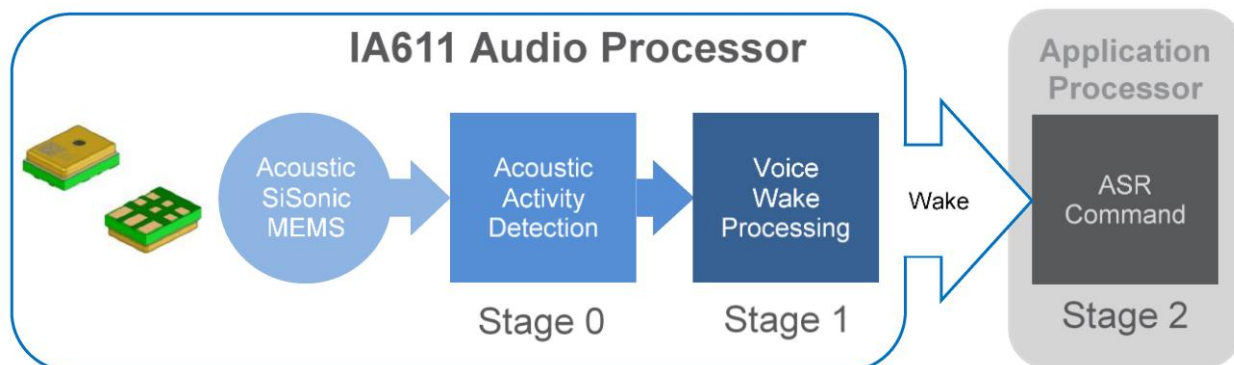 IA611 Audio Processor
Acoustic
SiSonic
MEMS
Acoustic
Activity
Detection
Stage 0
Voice
Wake
Processing
Stage 1
Wake
Application
Processor
ASR
Command
Stage 2